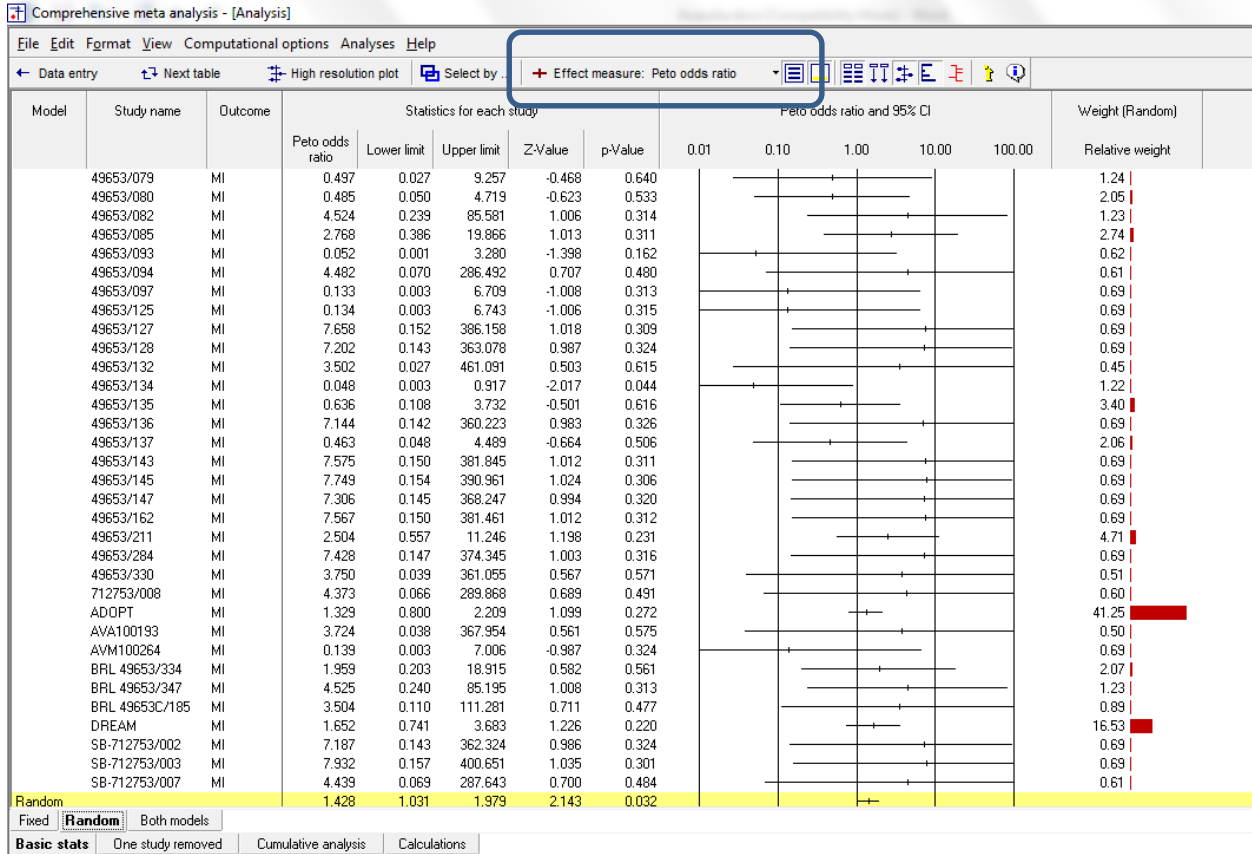 Comprehensive meta analysis - [Analysis]
File Edit Format View Computational options Analyses Help
← Data entry Next table High resolution plot Select by ... + Effect measure: Peto odds ratio
Model Study name Outcome Statistics for each study Peto odds ratio and 95% CI Weight (Random)
Peto odds ratio Lower limit Upper limit Z-Value p-Value 0.01 0.10 1.00 10.00 100.00 Relative weight
49653/079 MI 0.497 0.027 9.257 -0.468 0.640 1.24
49653/080 MI 0.485 0.050 4.719 -0.623 0.533 2.05
49653/082 MI 4.524 0.239 85.581 1.006 0.314 1.23
49653/085 MI 2.768 0.386 19.866 1.013 0.311 2.74
49653/093 MI 0.052 0.001 3.280 -1.398 0.162 0.62
49653/094 MI 4.482 0.070 286.492 0.707 0.480 0.61
49653/097 MI 0.133 0.003 6.709 -1.008 0.313 0.69
49653/125 MI 0.134 0.003 6.743 -1.006 0.315 0.69
49653/127 MI 7.658 0.152 386.158 1.018 0.309 0.69
49653/128 MI 7.202 0.143 363.078 0.987 0.324 0.69
49653/132 MI 3.502 0.027 461.091 0.503 0.615 0.45
49653/134 MI 0.048 0.003 0.917 -2.017 0.044 1.22
49653/135 MI 0.636 0.108 3.732 -0.501 0.616 3.40
49653/136 MI 7.144 0.142 360.223 0.983 0.326 0.69
49653/137 MI 0.463 0.048 4.489 -0.664 0.506 2.06
49653/143 MI 7.575 0.150 381.845 1.012 0.311 0.69
49653/145 MI 7.749 0.154 390.961 1.024 0.306 0.69
49653/147 MI 7.306 0.145 368.247 0.994 0.320 0.69
49653/162 MI 7.567 0.150 381.461 1.012 0.312 0.69
49653/211 MI 2.504 0.557 11.246 1.198 0.231 4.71
49653/284 MI 7.428 0.147 374.345 1.003 0.316 0.69
49653/330 MI 3.750 0.039 361.055 0.567 0.571 0.51
712753/008 MI 4.373 0.066 289.868 0.689 0.491 0.60
ADOPT MI 1.329 0.800 2.209 1.099 0.272 41.25
AVA100193 MI 3.724 0.038 367.954 0.561 0.575 0.50
AVM100264 MI 0.139 0.003 7.006 -0.987 0.324 0.69
BRL 49653/334 MI 1.959 0.203 18.915 0.582 0.561 2.07
BRL 49653/347 MI 4.525 0.240 85.195 1.008 0.313 1.23
BRL 49653C/185 MI 3.504 0.110 111.281 0.711 0.477 0.89
DREAM MI 1.652 0.741 3.683 1.226 0.220 16.53
SB-712753/002 MI 7.187 0.143 362.324 0.986 0.324 0.69
SB-712753/003 MI 7.932 0.157 400.651 1.035 0.301 0.69
SB-712753/007 MI 4.439 0.069 287.643 0.700 0.484 0.61
Random 1.428 1.031 1.979 2.143 0.032
Fixed Random Both models
Basic stats One study removed Cumulative analysis Calculations